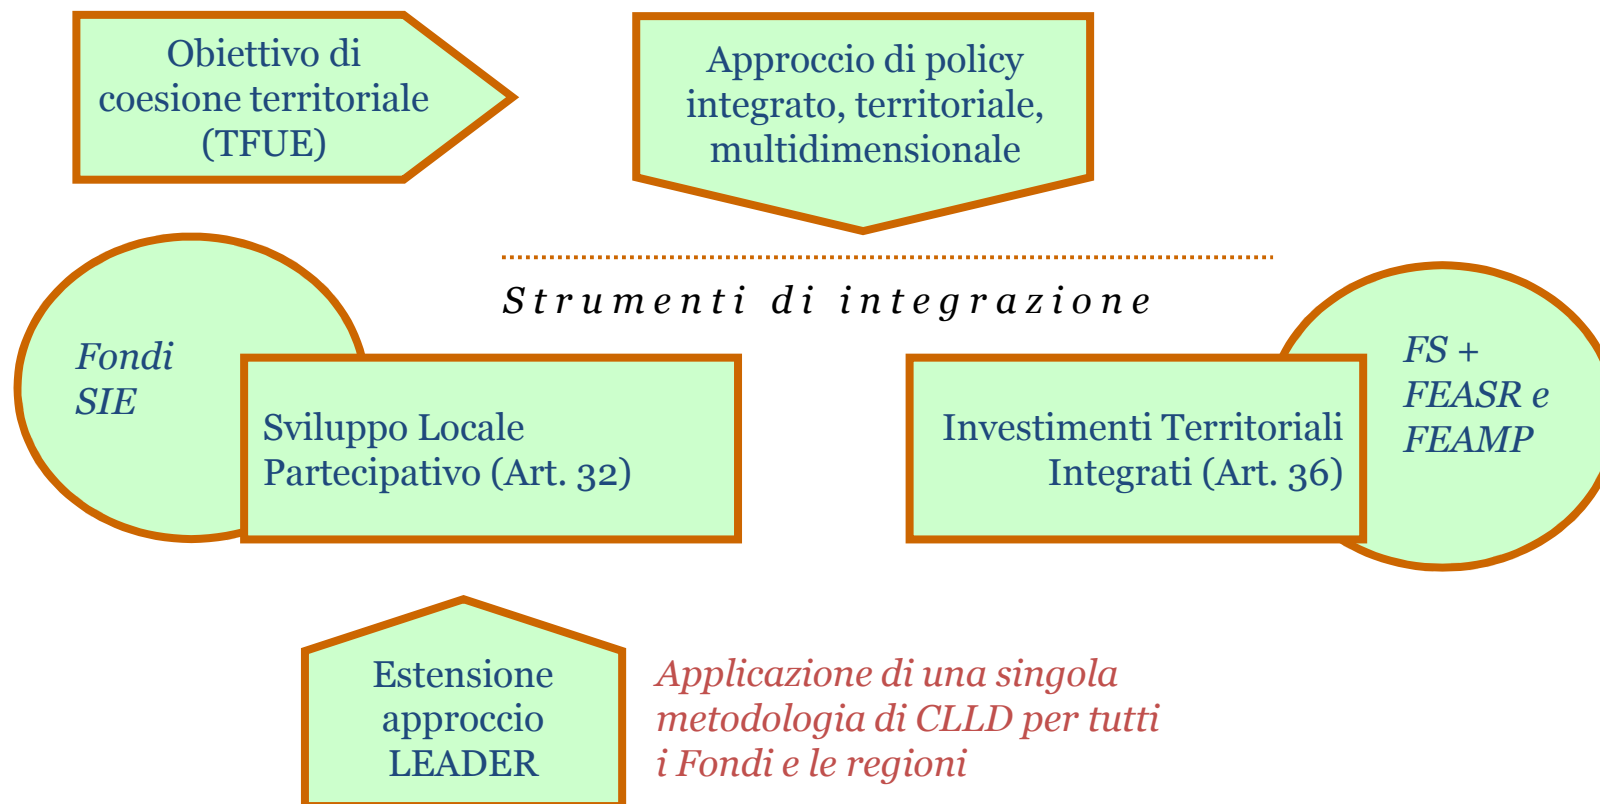 Obiettivo di
coesione territoriale
(TFUE)
Approccio di policy
integrato, territoriale,
multidimensionale
Strumenti di integrazione
Fondi
SIE
Sviluppo Locale
Partecipativo (Art. 32)
Investimenti Territoriali
Integrati (Art. 36)
FS +
FEASR e
FEAMP
Estensione
approccio
LEADER
Applicazione di una singola
metodologia di CLLD per tutti
i Fondi e le regioni